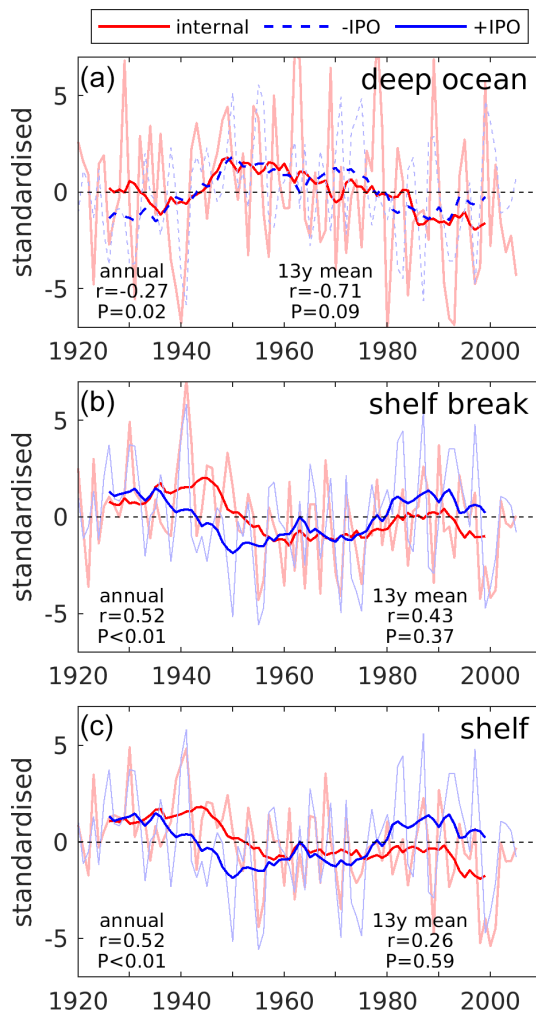 internal -IPO +IPO
(a) deep ocean
5
0
-5
standardised
annual 13y mean
r=-0.27 r=-0.71
P=0.02 P=0.09
1920 1940 1960 1980 2000
(b) shelf break
5
0
-5
standardised
annual 13y mean
r=0.52 r=0.43
P<0.01 P=0.37
1920 1940 1960 1980 2000
(c) shelf
5
0
-5
standardised
annual 13y mean
r=0.52 r=0.26
P<0.01 P=0.59
1920 1940 1960 1980 2000